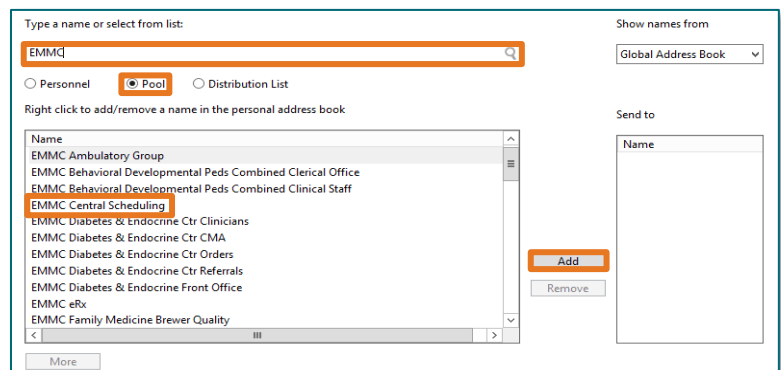 Type a name or select from list:
Show names from
EMMC
Global Address Book
Personnel
Pool
Distribution List
Right click to add/remove a name in the personal address book
Send to
Name
Name
EMMC Ambulatory Group
EMMC Behavioral Developmental Peds Combined Clerical Office
EMMC Behavioral Developmental Peds Combined Clinical Staff
EMMC Central Scheduling
EMMC Diabetes & Endocrine Ctr Clinicians
EMMC Diabetes & Endocrine Ctr CMA
EMMC Diabetes & Endocrine Ctr Orders
Add
EMMC Diabetes & Endocrine Ctr Referrals
EMMC Diabetes & Endocrine Front Office
Remove
EMMC eRx
EMMC Family Medicine Brewer Quality
More